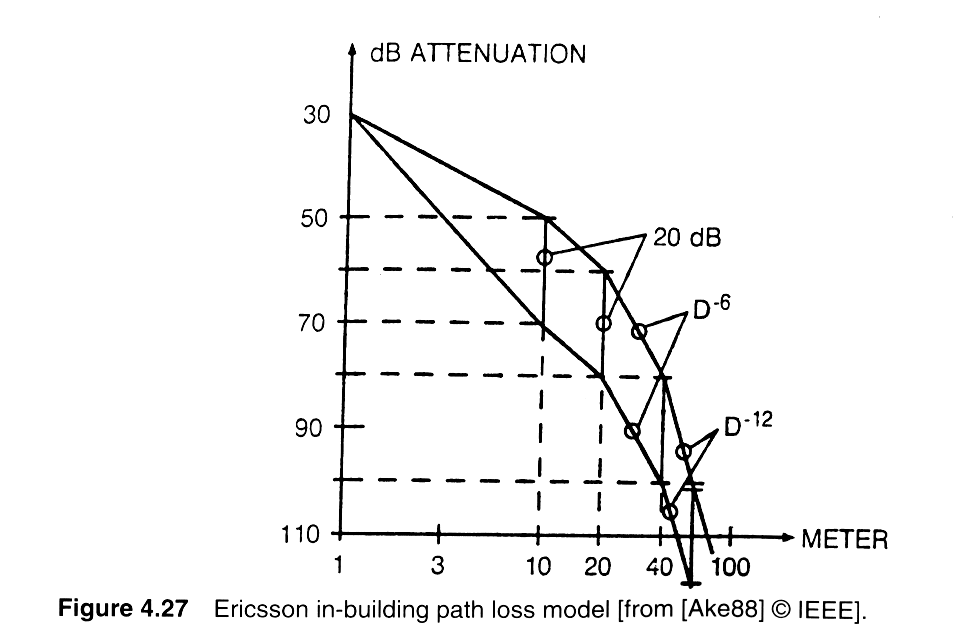 dB ATTENUATION
30
50
20 dB
70
D-6
90
D-12
110
METER
1 3 10 20 40 100
Figure 4.27 Ericsson in-building path loss model [from [Ake88] © IEEE].